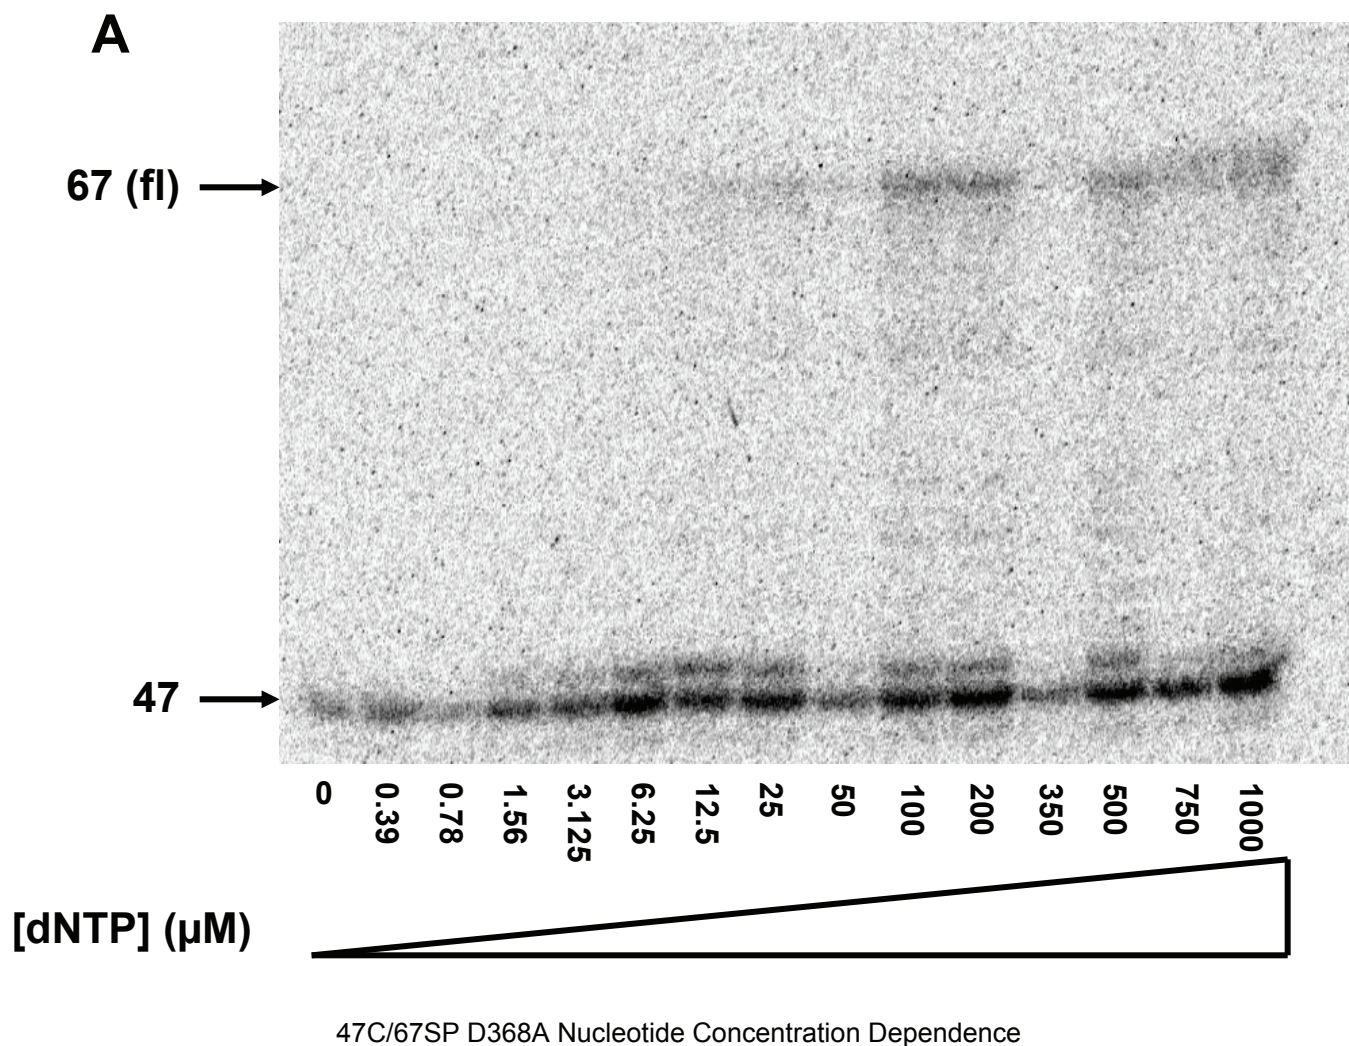 A
67 (fl)
47
0 0.39 0.78 1.56 3.125 6.25 12.5 25 50 100 200 350 500 750 1000
[dNTP] (µM)
47C/67SP D368A Nucleotide Concentration Dependence